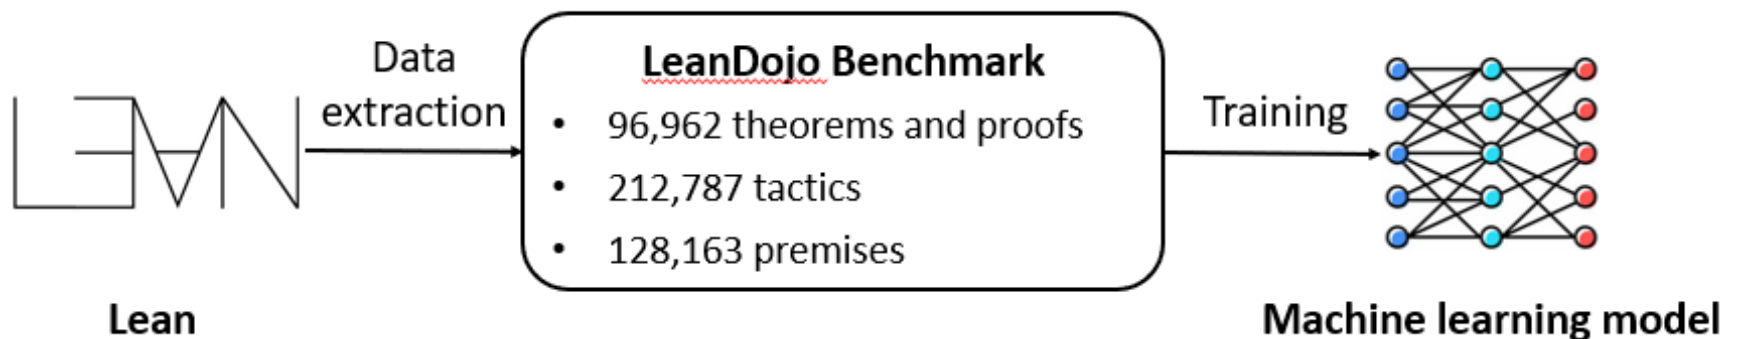 LEAN
Data
extraction
LeanDojo Benchmark
• 96,962 theorems and proofs
• 212,787 tactics
• 128,163 premises
Training
Lean
Machine learning model